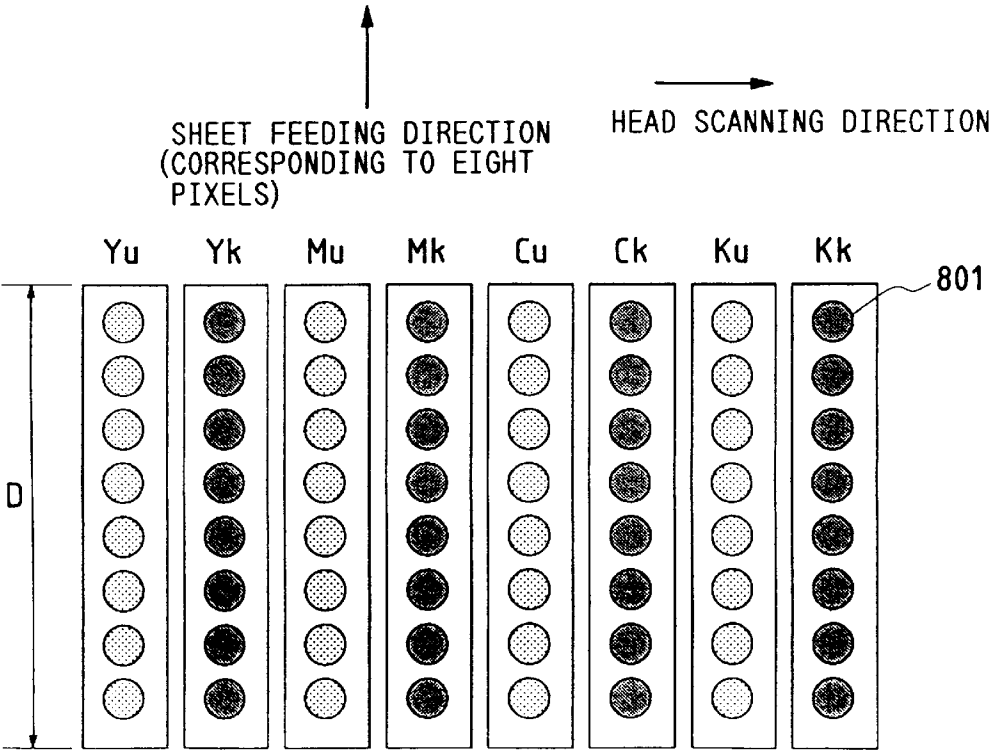 SHEET FEEDING DIRECTION
(CORRESPONDING TO EIGHT
PIXELS)
HEAD SCANNING DIRECTION
Yu Yk Mu Mk Cu Ck Ku Kk
801
D